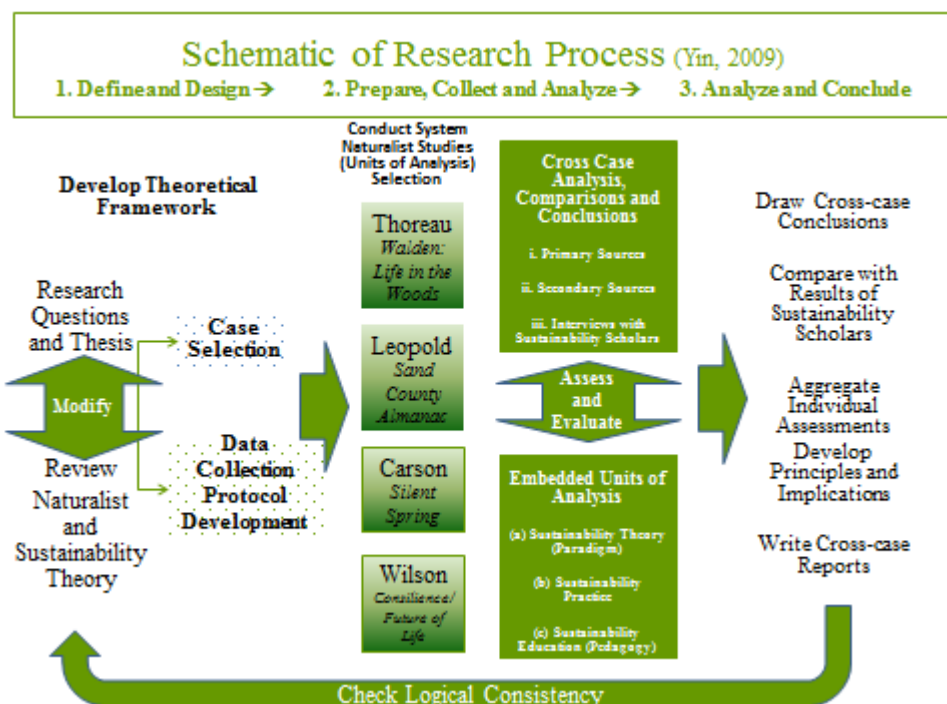 Schematic of Research Process (Yin, 2009)
1. Define and Design → 2. Prepare, Collect and Analyze → 3. Analyze and Conclude
Develop Theoretical
Framework
Research
Questions
and Thesis
Modify
Review
Naturalist
and
Sustainability
Theory
Case
Selection
Data
Collection
Protocol
Development
Conduct System
Naturalist Studies
(Units of Analysis)
Selection
Thoreau
Walden:
Life in the
Woods
Leopold
Sand
County
Almanac
Carson
Silent
Spring
Wilson
Consilience/
Future of
Life
Cross Case
Analysis,
Comparisons and
Conclusions
i. Primary Sources
ii. Secondary Sources
iii. Interviews with
Sustainability Scholars
Assess
and
Evaluate
Embedded Units of
Analysis
(a) Sustainability Theory
(Paradigm)
(b) Sustainability
Practice
(c) Sustainability
Education (Pedagogy)
Draw Cross-case
Conclusions
Compare with
Results of
Sustainability
Scholars
Aggregate
Individual
Assessments
Develop
Principles and
Implications
Write Cross-case
Reports
Check Logical Consistency